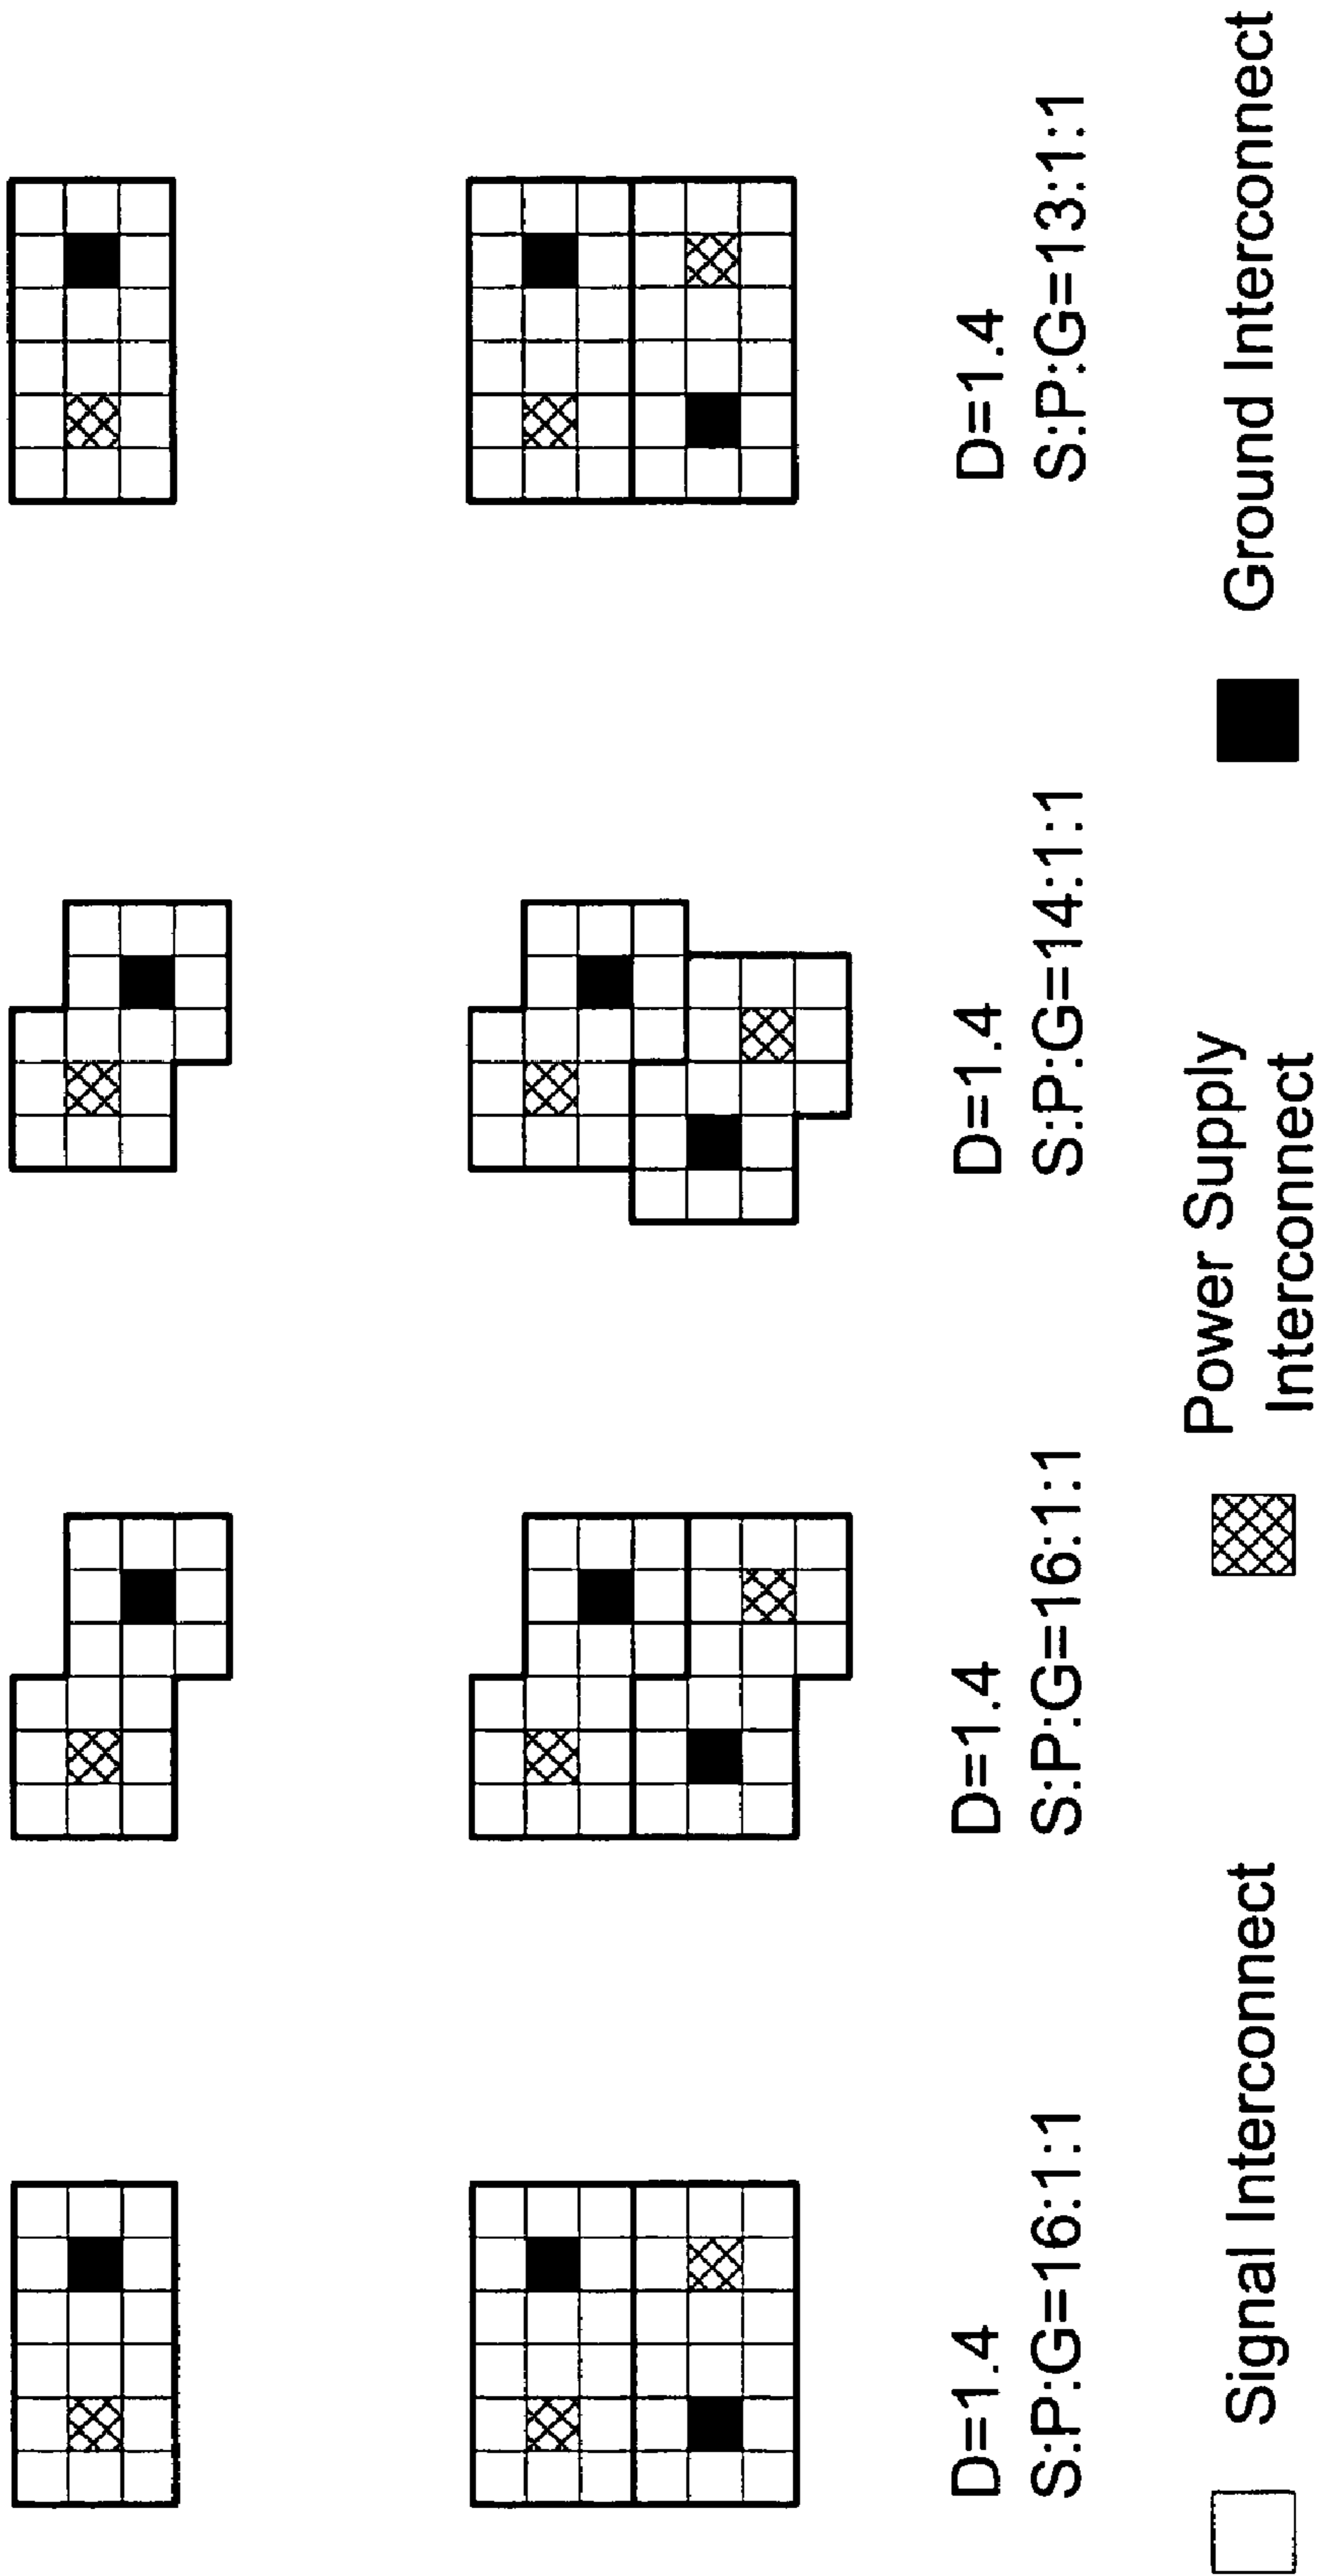 D=1.4
S:P:G=16:1:1
D=1.4
S:P:G=16:1:1
D=1.4
S:P:G=14:1:1
D=1.4
S:P:G=13:1:1
Signal Interconnect
Power Supply
Interconnect
Ground Interconnect